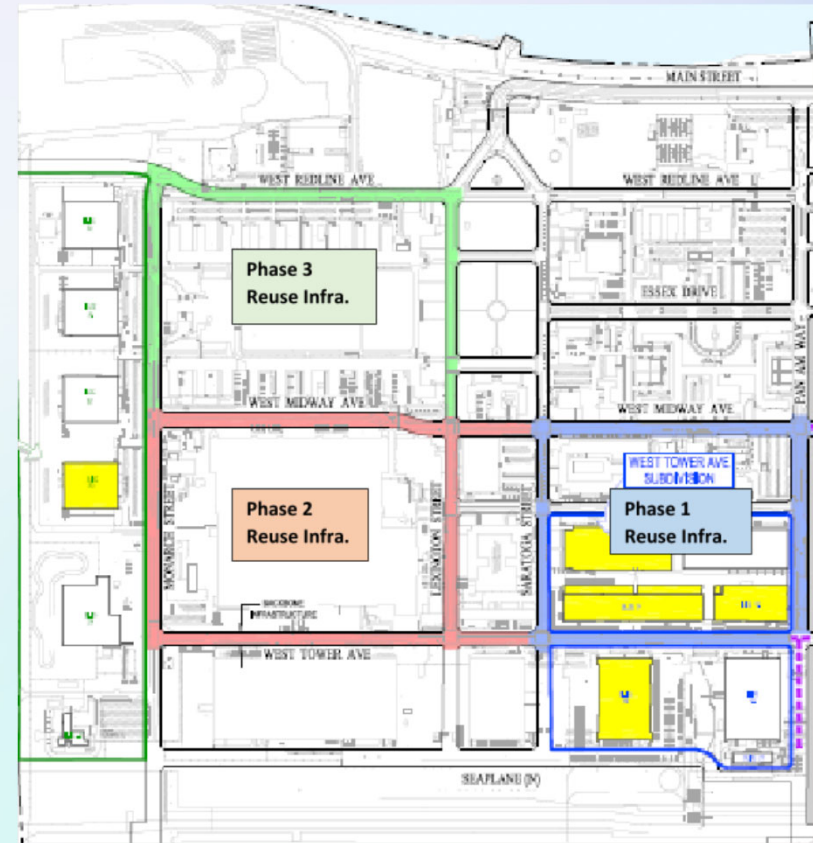 MAIN STREET
WEST REDLINE AVE
WEST REDLINE AVE
Phase 3
Reuse Infra.
ESSEX DRIVE
PAN AM WAY
WEST MIDWAY AVE
WEST MIDWAY AVE
WEST TOWER AVE
SUBDIVISION
MONARCH STREET
Phase 2
Reuse Infra.
LEXINGTON STREET
SARATOGA STREET
Phase 1
Reuse Infra.
BACKBONE
INFRASTRUCTURE
WEST TOWER AVE
SEAPLANE (N)